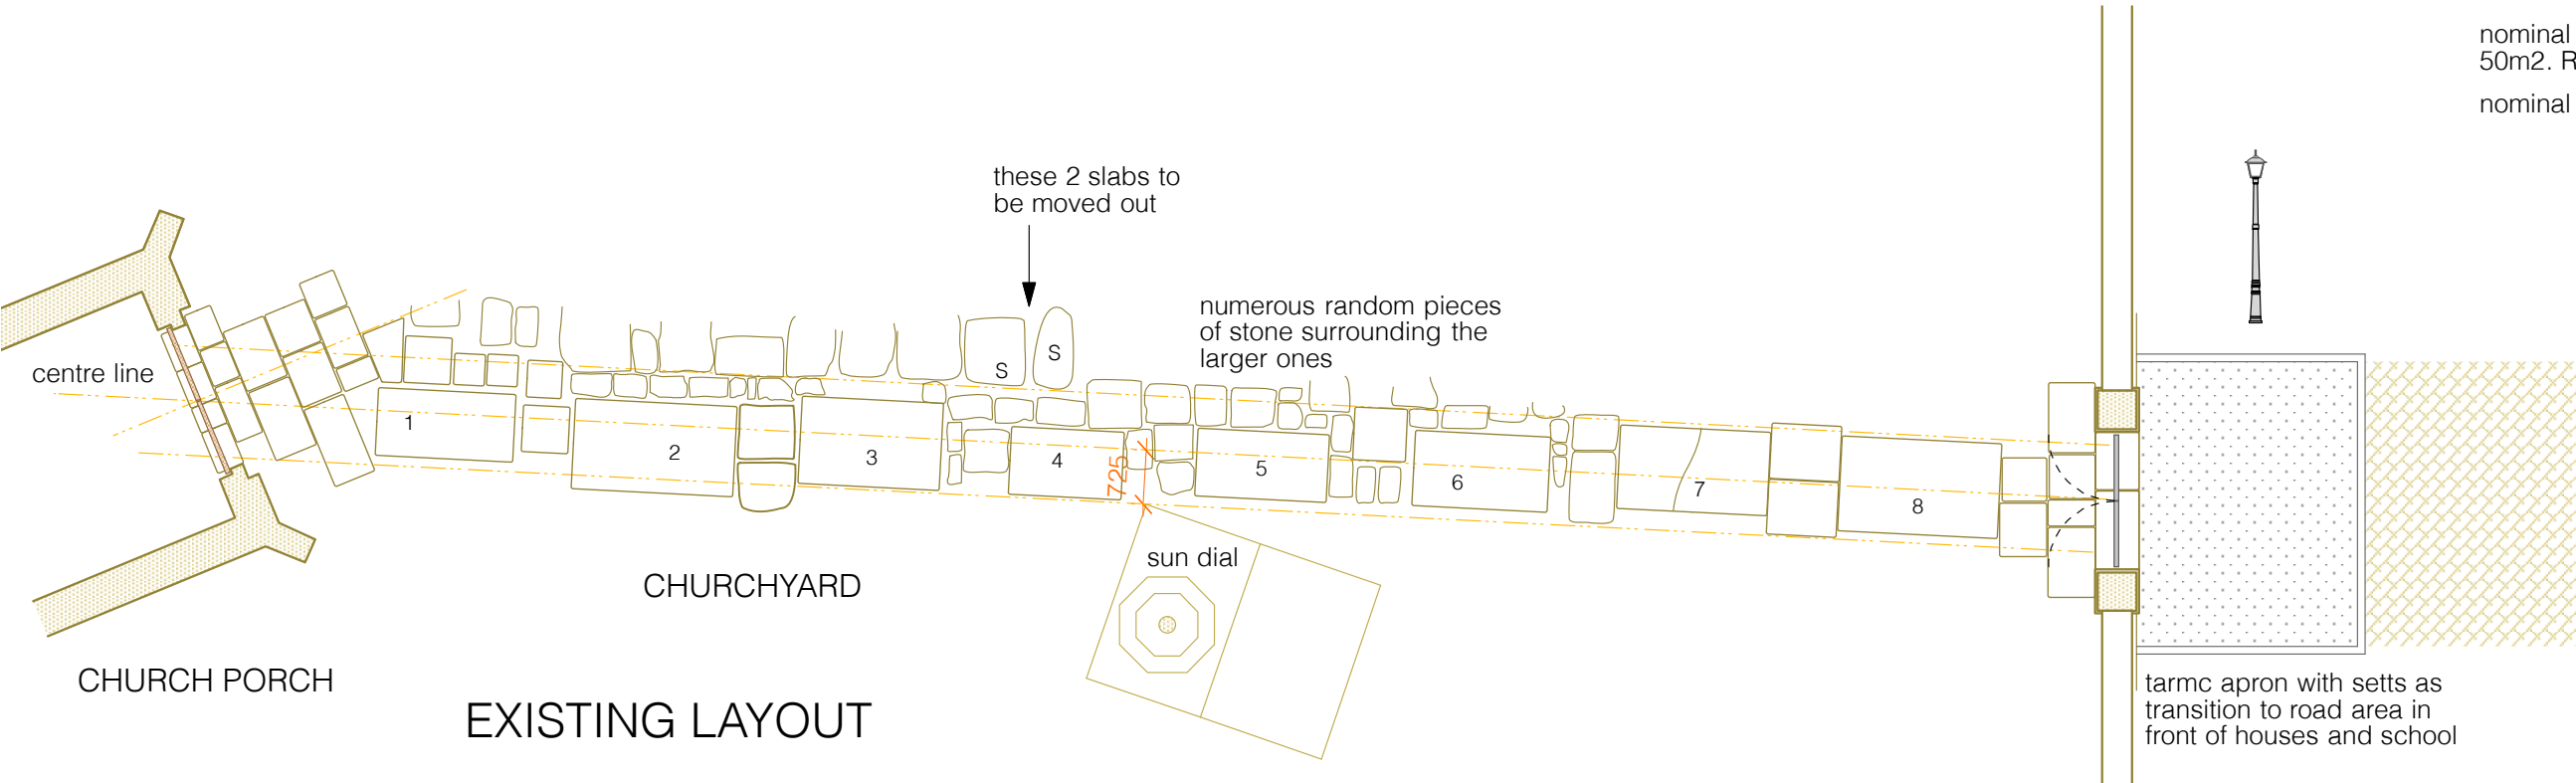 nominal
50m2. R
nominal
these 2 slabs to
be moved out
numerous random pieces
of stone surrounding the
larger ones
centre line
S
S
1
2
3
4
725
5
6
7
8
sun dial
CHURCHYARD
CHURCH PORCH
EXISTING LAYOUT
tarmc apron with setts as
transition to road area in
front of houses and school